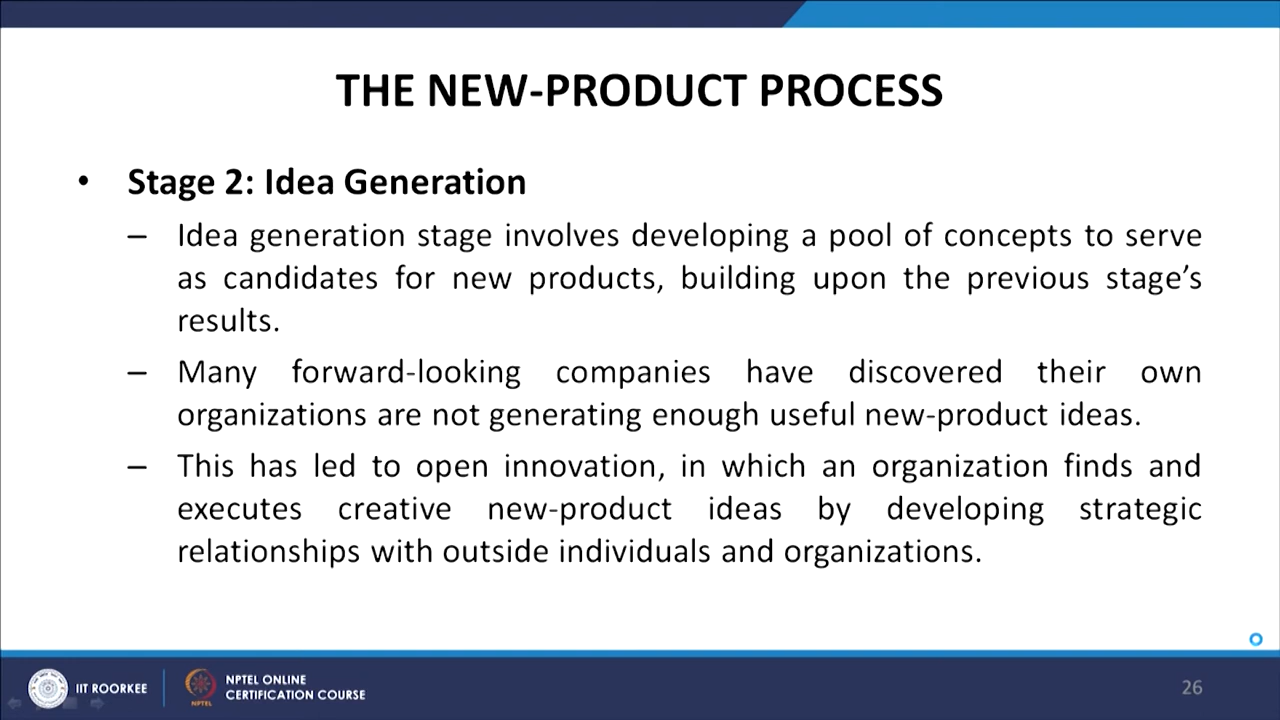 THE NEW-PRODUCT PROCESS
• Stage 2: Idea Generation
– Idea generation stage involves developing a pool of concepts to serve
as candidates for new products, building upon the previous stage's
results.
– Many forward-looking companies have discovered their own
organizations are not generating enough useful new-product ideas.
– This has led to open innovation, in which an organization finds and
executes creative new-product ideas by developing strategic
relationships with outside individuals and organizations.
IIT ROORKEE
NPTEL
NPTEL ONLINE
CERTIFICATION COURSE
26